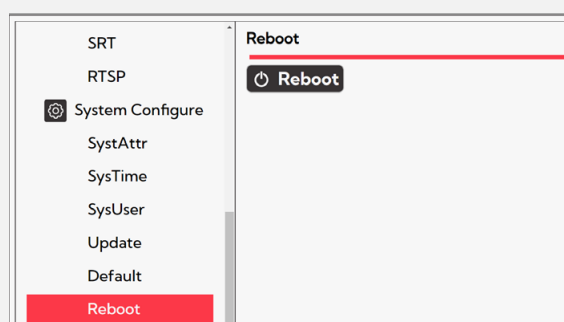 SRT
RTSP
System Configure
SystAttr
SysTime
SysUser
Update
Default
Reboot
Reboot
Reboot